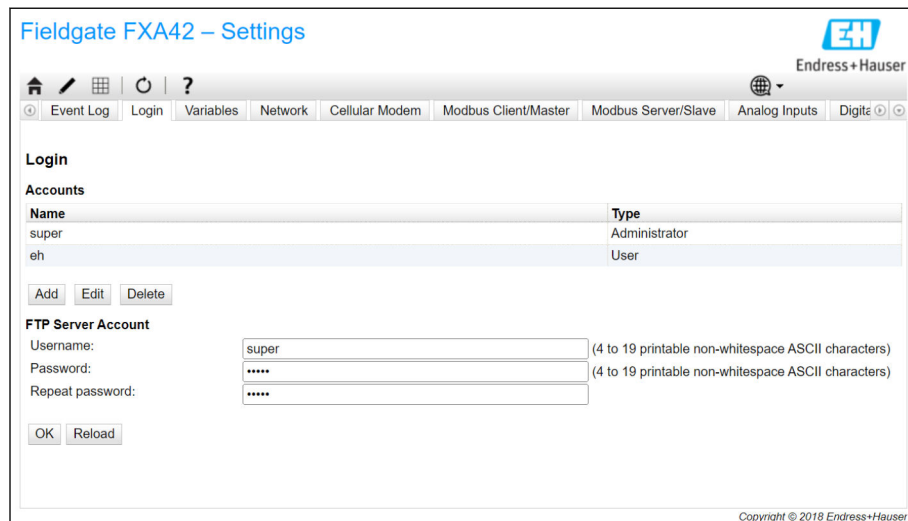 Fieldgate FXA42 – Settings
EH
Endress+Hauser
?
Event Log Login Variables Network Cellular Modem Modbus Client/Master Modbus Server/Slave Analog Inputs Digita
Login
Accounts
Name Type
super Administrator
eh User
Add Edit Delete
FTP Server Account
Username: super (4 to 19 printable non-whitespace ASCII characters)
Password: ••••• (4 to 19 printable non-whitespace ASCII characters)
Repeat password: •••••
OK Reload
Copyright © 2018 Endress+Hauser